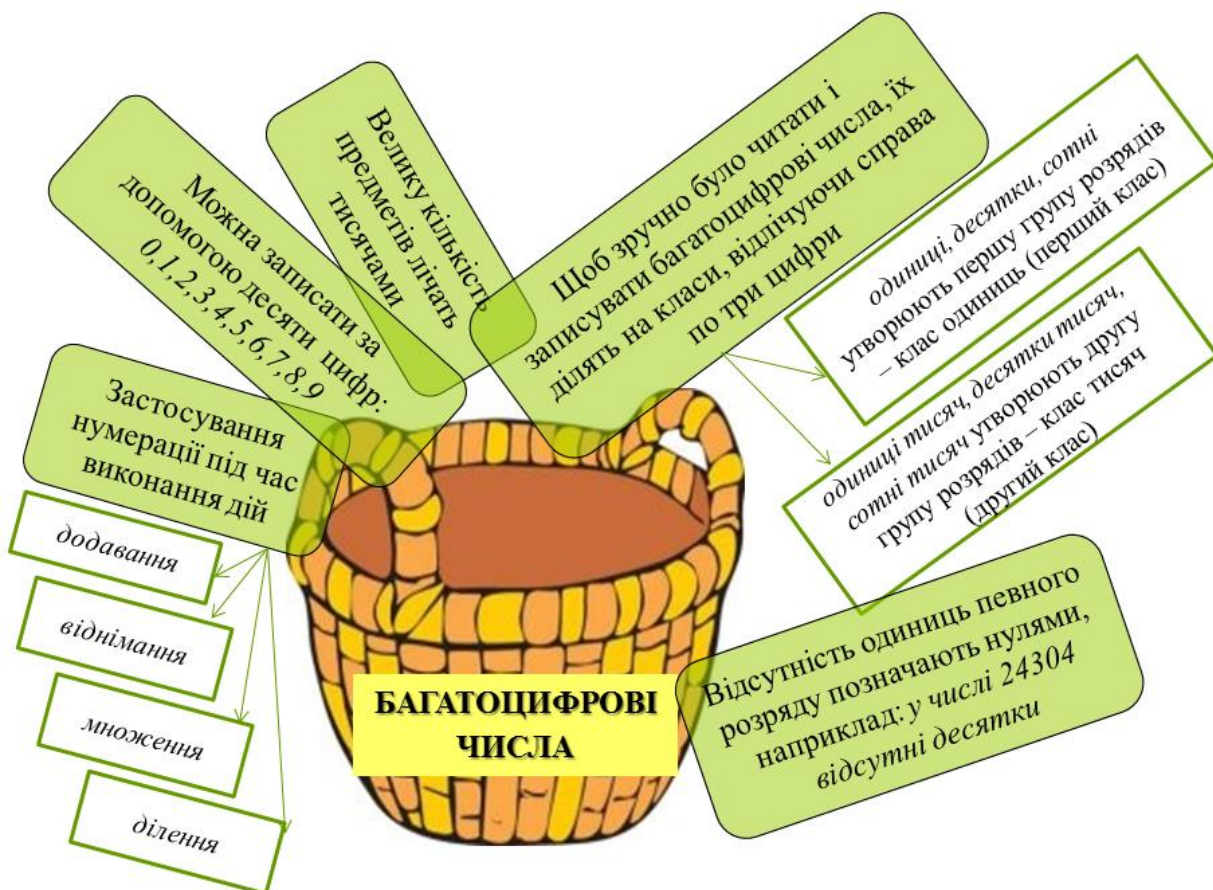 Велику кількість
предметів лічать
тисячами
Можна записати за
допомогою десяти цифр:
0,1,2,3,4,5,6,7,8,9
Щоб зручно було читати і
записувати багатоцифрові числа, їх
ділять на класи, відлічуючи справа
по три цифри
одиниці, десятки, сотні
утворюють першу групу розрядів
– клас одиниць (перший клас)
одиниці тисяч, десятки тисяч,
сотні тисяч утворюють другу
групу розрядів – клас тисяч
(другий клас)
Застосування
нумерації під час
виконання дій
додавання
віднімання
множення
ділення
Відсутність одиниць певного
розряду позначають нулями,
наприклад: у числі 24304
відсутні десятки
БАГАТОЦИФРОВІ
ЧИСЛА